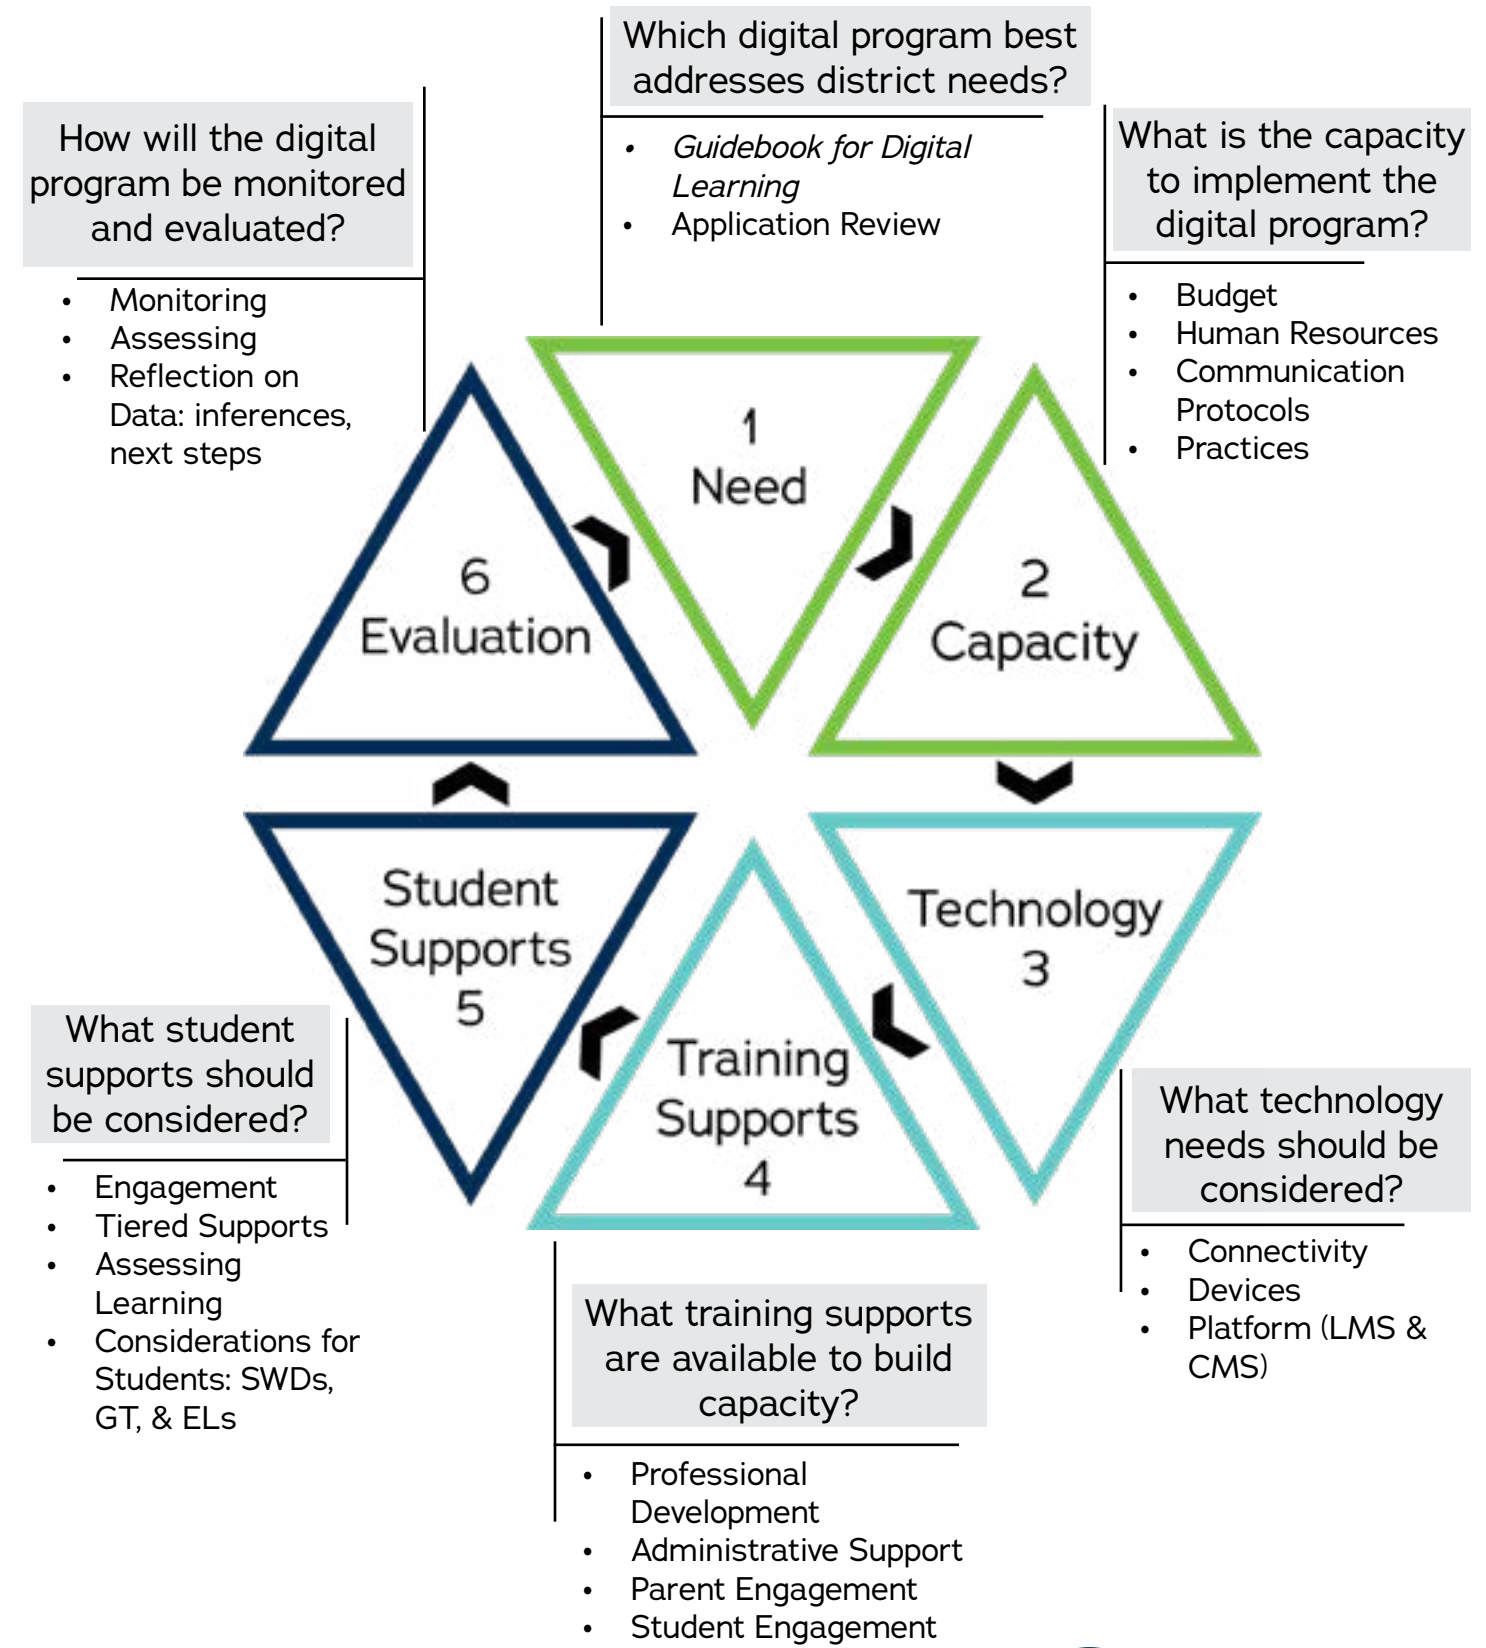 Which digital program best
addresses district needs?
• Guidebook for Digital
Learning
• Application Review
How will the digital
program be monitored
and evaluated?
• Monitoring
• Assessing
• Reflection on
Data: inferences,
next steps
What is the capacity
to implement the
digital program?
• Budget
• Human Resources
• Communication
Protocols
• Practices
1
Need
2
Capacity
6
Evaluation
Technology
3
Training
Supports
4
Student
Supports
5
What student
supports should
be considered?
• Engagement
• Tiered Supports
• Assessing
Learning
• Considerations for
Students: SWDs,
GT, & ELs
What technology
needs should be
considered?
• Connectivity
• Devices
• Platform (LMS &
CMS)
What training supports
are available to build
capacity?
• Professional
Development
• Administrative Support
• Parent Engagement
• Student Engagement